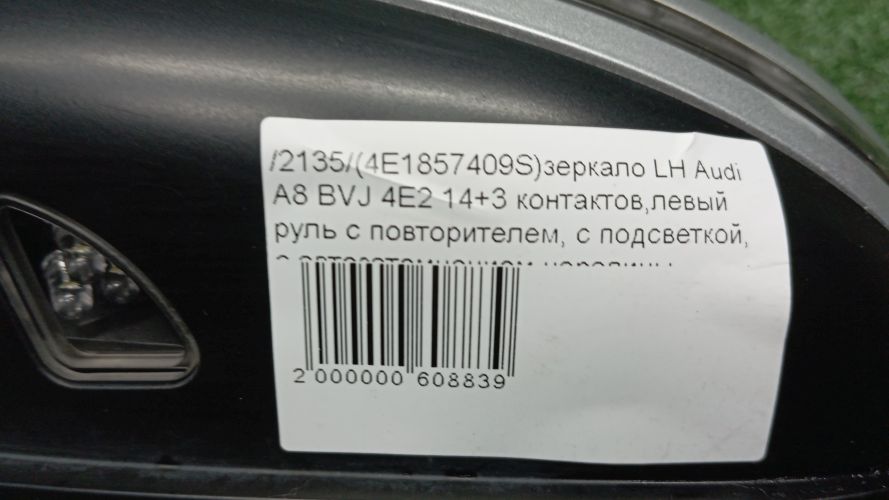 /2135/(4E1857409S)зеркало LH Audi
A8 BVJ 4E2 14+3 контактов,левый
руль с повторителем, с подсветкой,
2 000000 608839